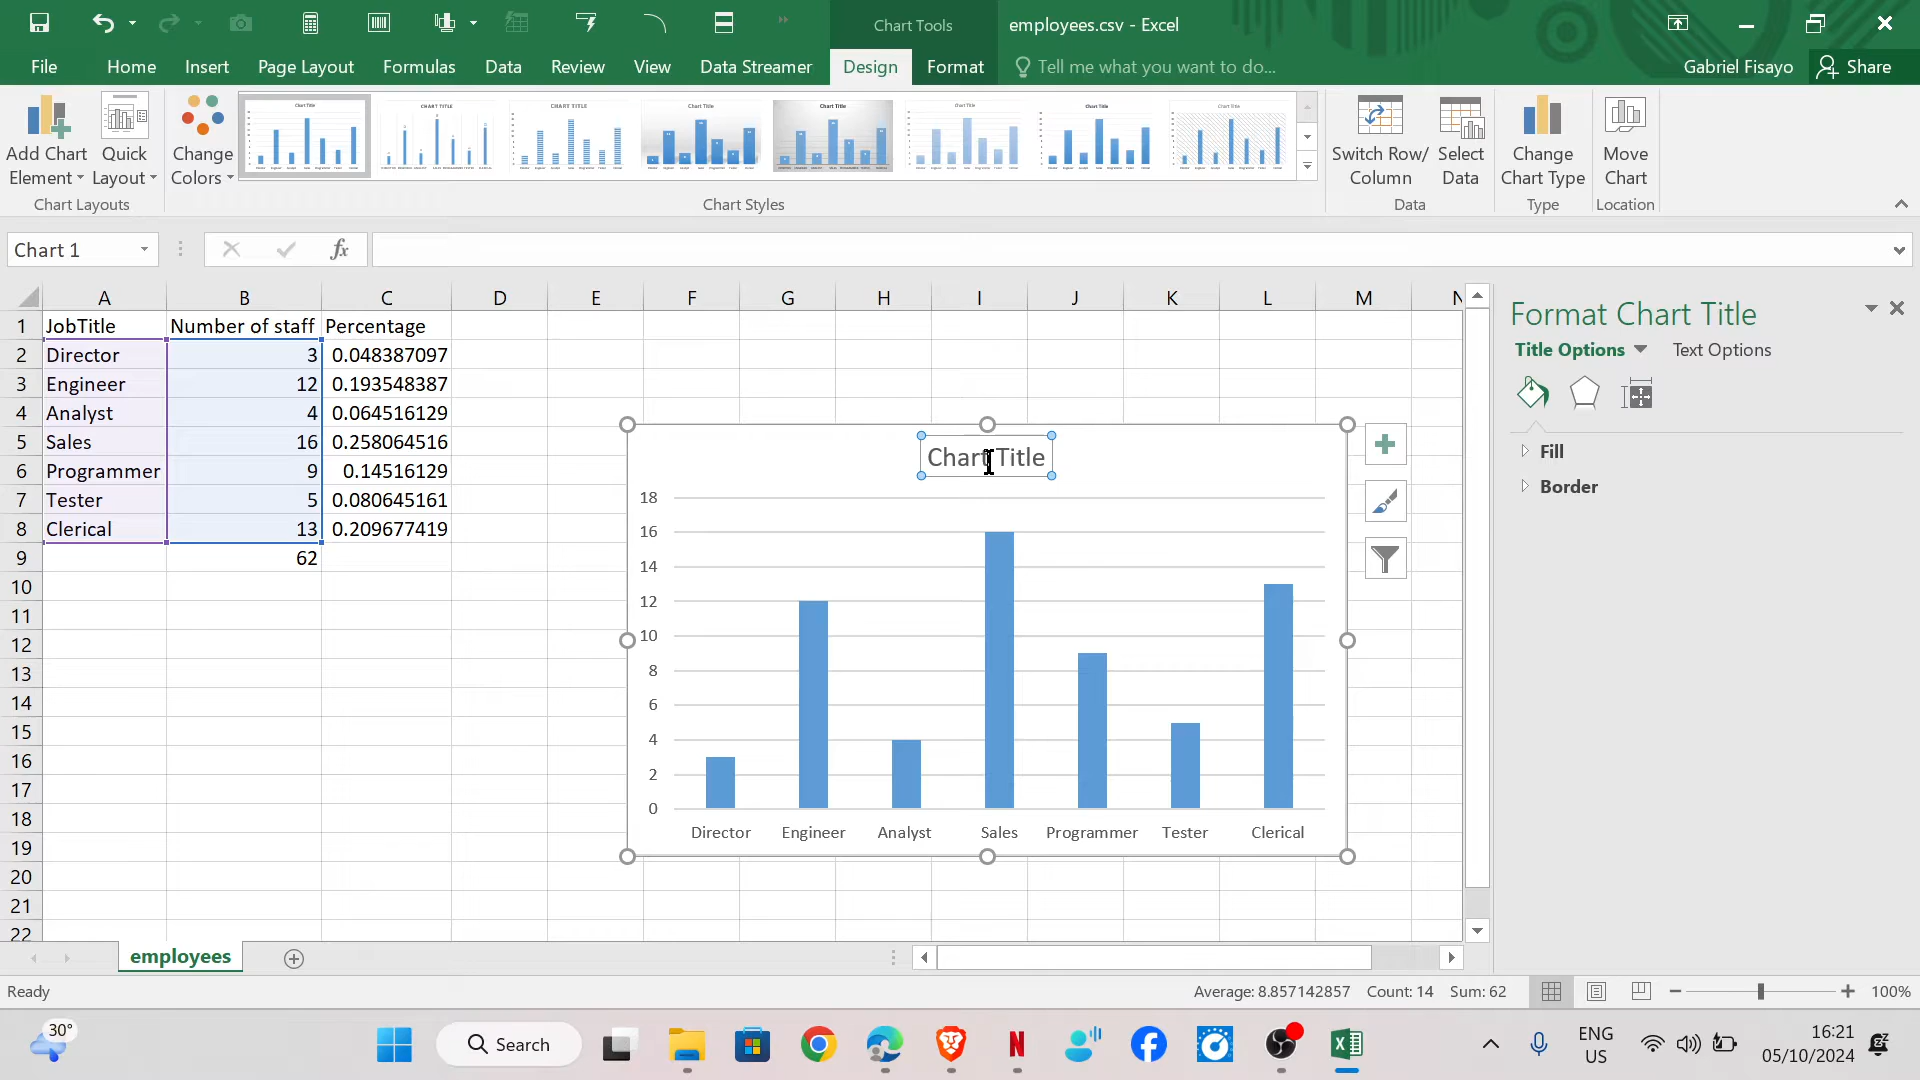 Chart Tools
employees.csv - Excel
File
Home
Insert
Page Layout
Formulas
Data
Review
View
Data Streamer
Design
Format
Tell me what you want to do...
Gabriel Fisayo
Share
Add Chart Element
Quick Layout
Change Colors
Switch Row/ Column
Select Data
Change Chart Type
Move Chart
Chart Layouts
Chart Styles
Data
Type
Location
Chart 1
fx
A B C D E F G H I J K L M N
1 JobTitle Number of staff Percentage
2 Director 3 0.048387097
3 Engineer 12 0.193548387
4 Analyst 4 0.064516129
5 Sales 16 0.258064516
6 Programmer 9 0.14516129
7 Tester 5 0.080645161
8 Clerical 13 0.209677419
9 62
10
11
12
13
14
15
16
17
18
19
20
21
22
Chart Title
18
16
14
12
10
8
6
4
2
0
Director Engineer Analyst Sales Programmer Tester Clerical
Format Chart Title
Title Options
Text Options
Fill
Border
employees
Ready
Average: 8.857142857 Count: 14 Sum: 62
100%
30°
Search
ENG
US
16:21
05/10/2024